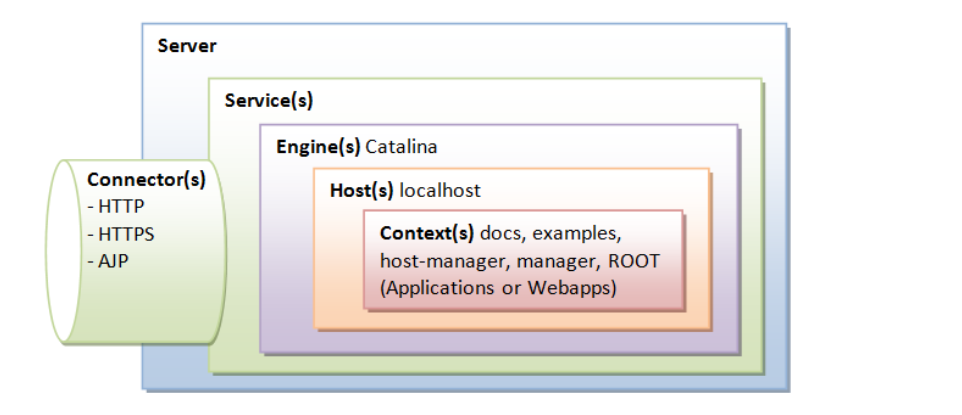 Server
Service(s)
Engine(s) Catalina
Connector(s)
- HTTP
- HTTPS
- AJP
Host(s) localhost
Context(s) docs, examples,
host-manager, manager, ROOT
(Applications or Webapps)